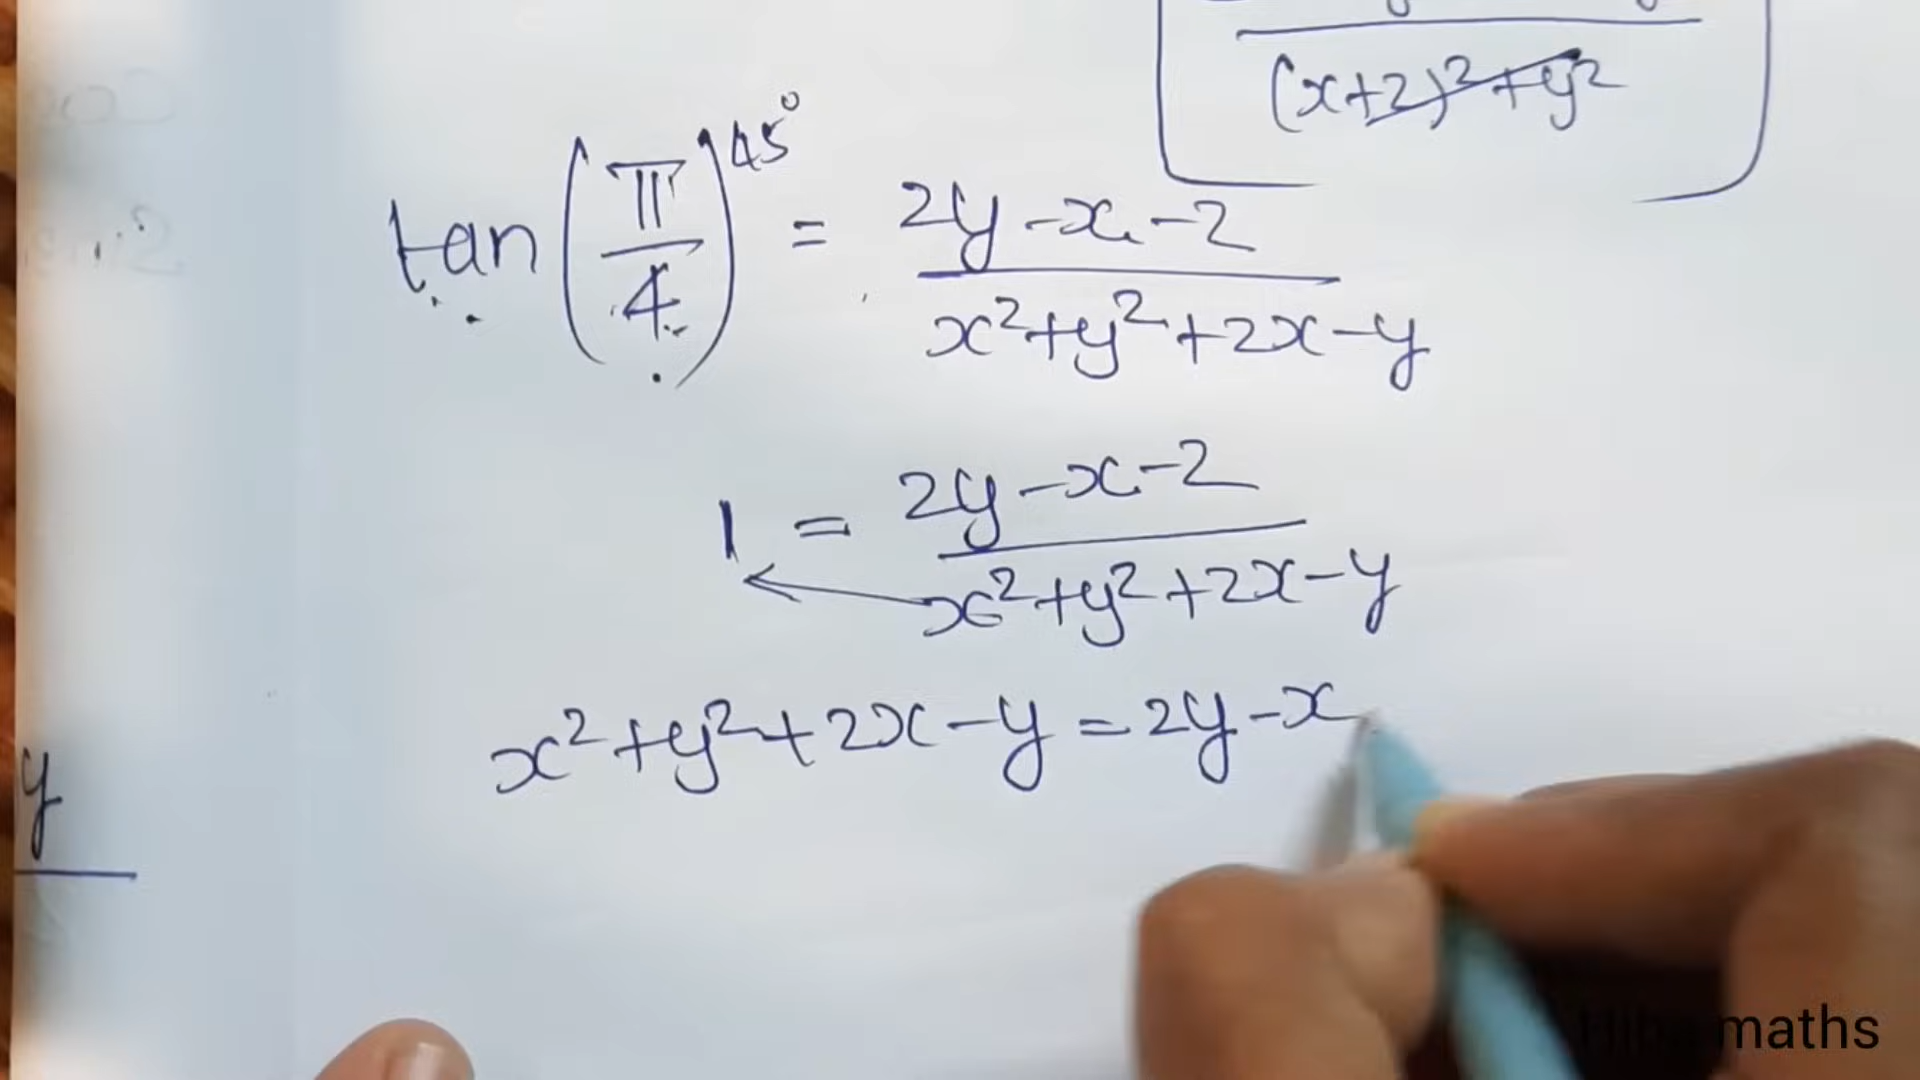 (x+2)²+y²
tan(π/4) 45° = 2y-x-2 / x²+y²+2x-y
1 = 2y-x-2 / x²+y²+2x-y
x²+y²+2x-y=2y-x
y
maths